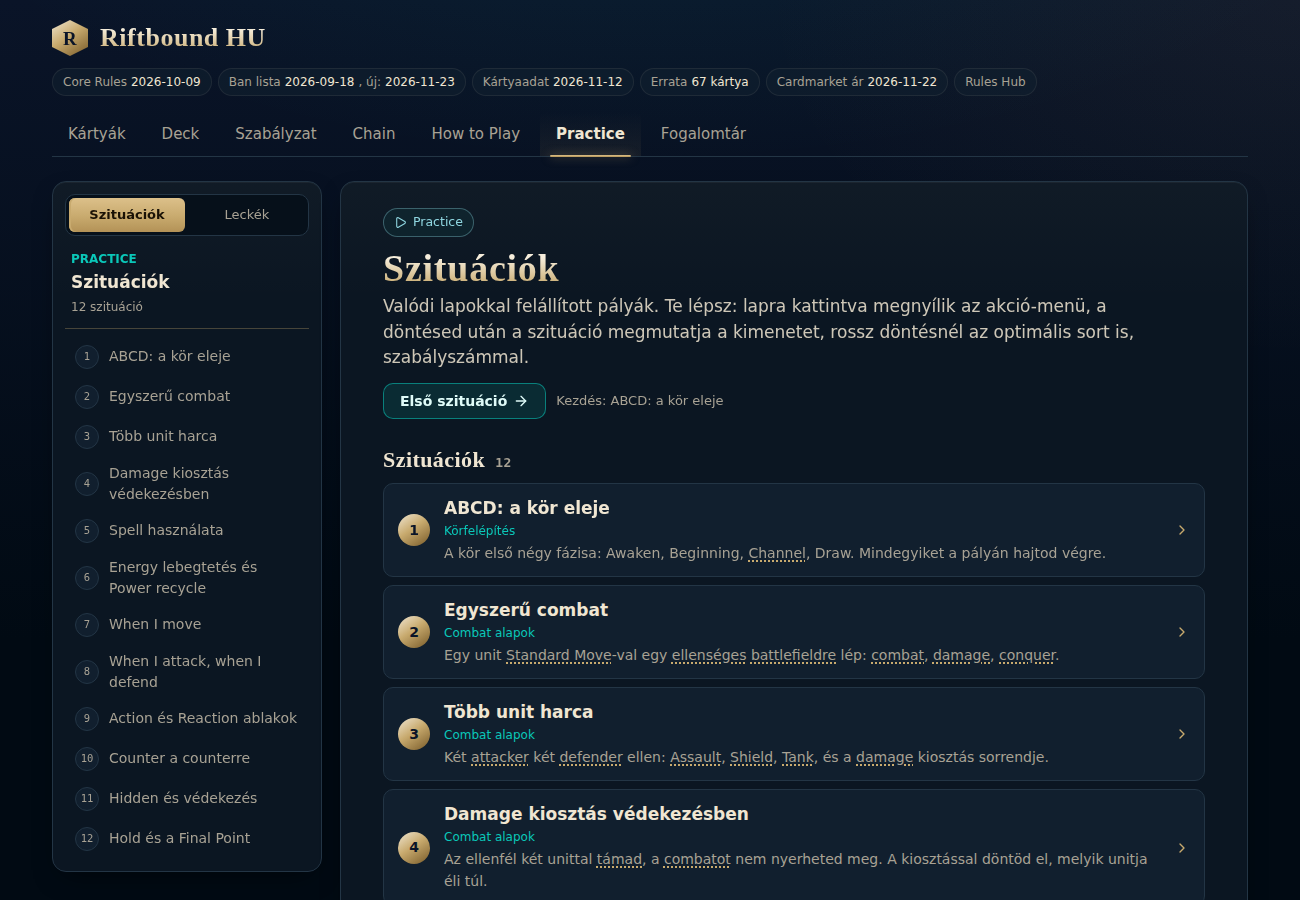 R Riftbound HU
Core Rules 2026-10-09 Ban lista 2026-09-18 , új: 2026-11-23 Kártyaadat 2026-11-12 Errata 67 kártya Cardmarket ár 2026-11-22 Rules Hub
Kártyák Deck Szabályzat Chain How to Play Practice Fogalomtár
Szituációk Leckék
PRACTICE
Szituációk
12 szituáció
1 ABCD: a kör eleje
2 Egyszerű combat
3 Több unit harca
4 Damage kiosztás
védekezésben
5 Spell használata
6 Energy lebegtetés és
Power recycle
7 When I move
8 When I attack, when I
defend
9 Action és Reaction ablakok
10 Counter a counterre
11 Hidden és védekezés
12 Hold és a Final Point
Practice
Szituációk
Valódi lapokkal felállított pályák. Te lépsz: lapra kattintva megnyílik az akció-menü, a
döntésed után a szituáció megmutatja a kimenetet, rossz döntésnél az optimális sort is,
szabályszámmal.
Első szituáció → Kezdés: ABCD: a kör eleje
Szituációk 12
1 ABCD: a kör eleje
Körfelépítés
A kör első négy fázisa: Awaken, Beginning, Channel, Draw. Mindegyiket a pályán hajtod végre.
2 Egyszerű combat
Combat alapok
Egy unit Standard Move-val egy ellenséges battlefieldre lép: combat, damage, conquer.
3 Több unit harca
Combat alapok
Két attacker két defender ellen: Assault, Shield, Tank, és a damage kiosztás sorrendje.
4 Damage kiosztás védekezésben
Combat alapok
Az ellenfél két unittal támad, a combatot nem nyerheted meg. A kiosztással döntöd el, melyik unitja
éli túl.